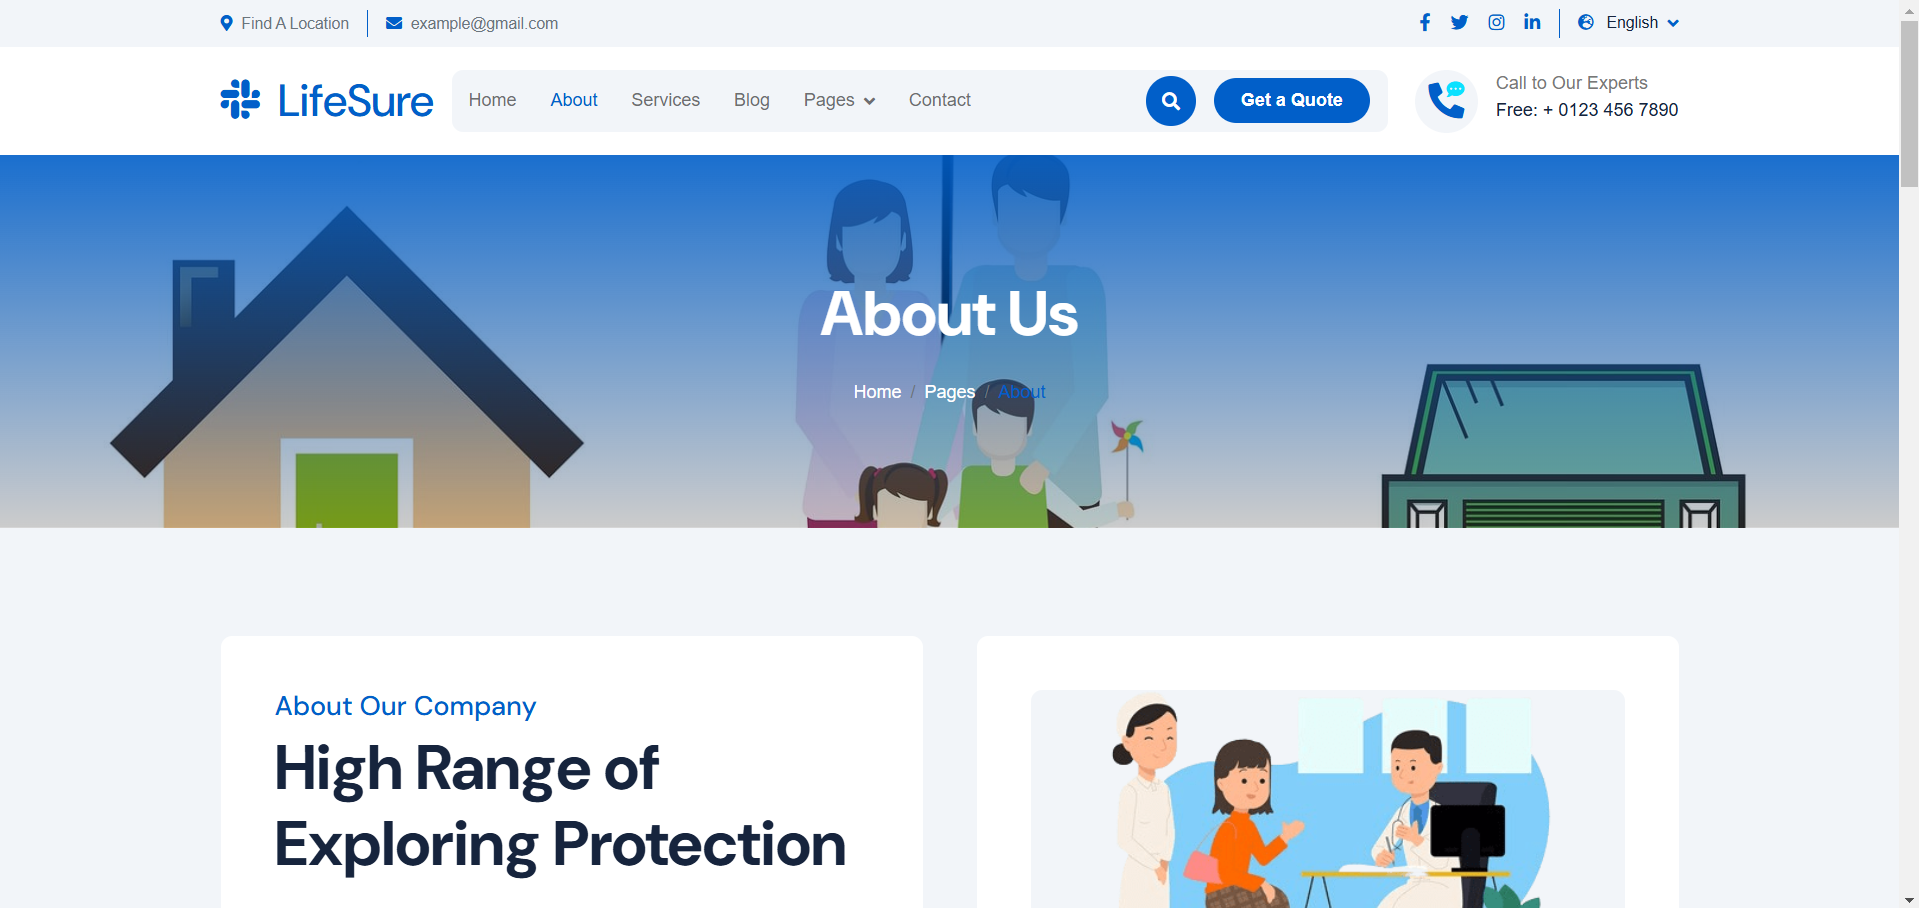 Find A Location
example@gmail.com
English
LifeSure
Home
About
Services
Blog
Pages
Contact
Get a Quote
Call to Our Experts
Free: + 0123 456 7890
About Us
Home / Pages / About
About Our Company
High Range of
Exploring Protection